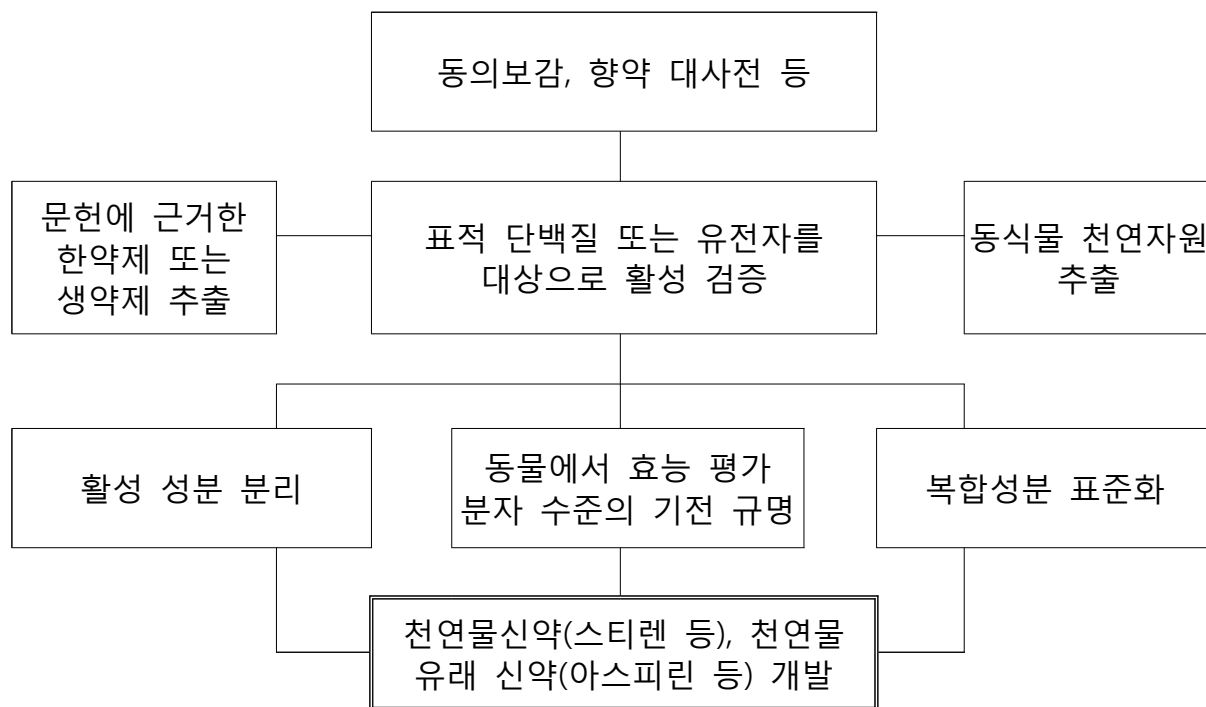 동의보감, 향약 대사전 등
문헌에 근거한
한약제 또는
생약제 추출
표적 단백질 또는 유전자를
대상으로 활성 검증
동식물 천연자원
추출
활성 성분 분리
동물에서 효능 평가
분자 수준의 기전 규명
복합성분 표준화
천연물신약(스티렌 등), 천연물
유래 신약(아스피린 등) 개발